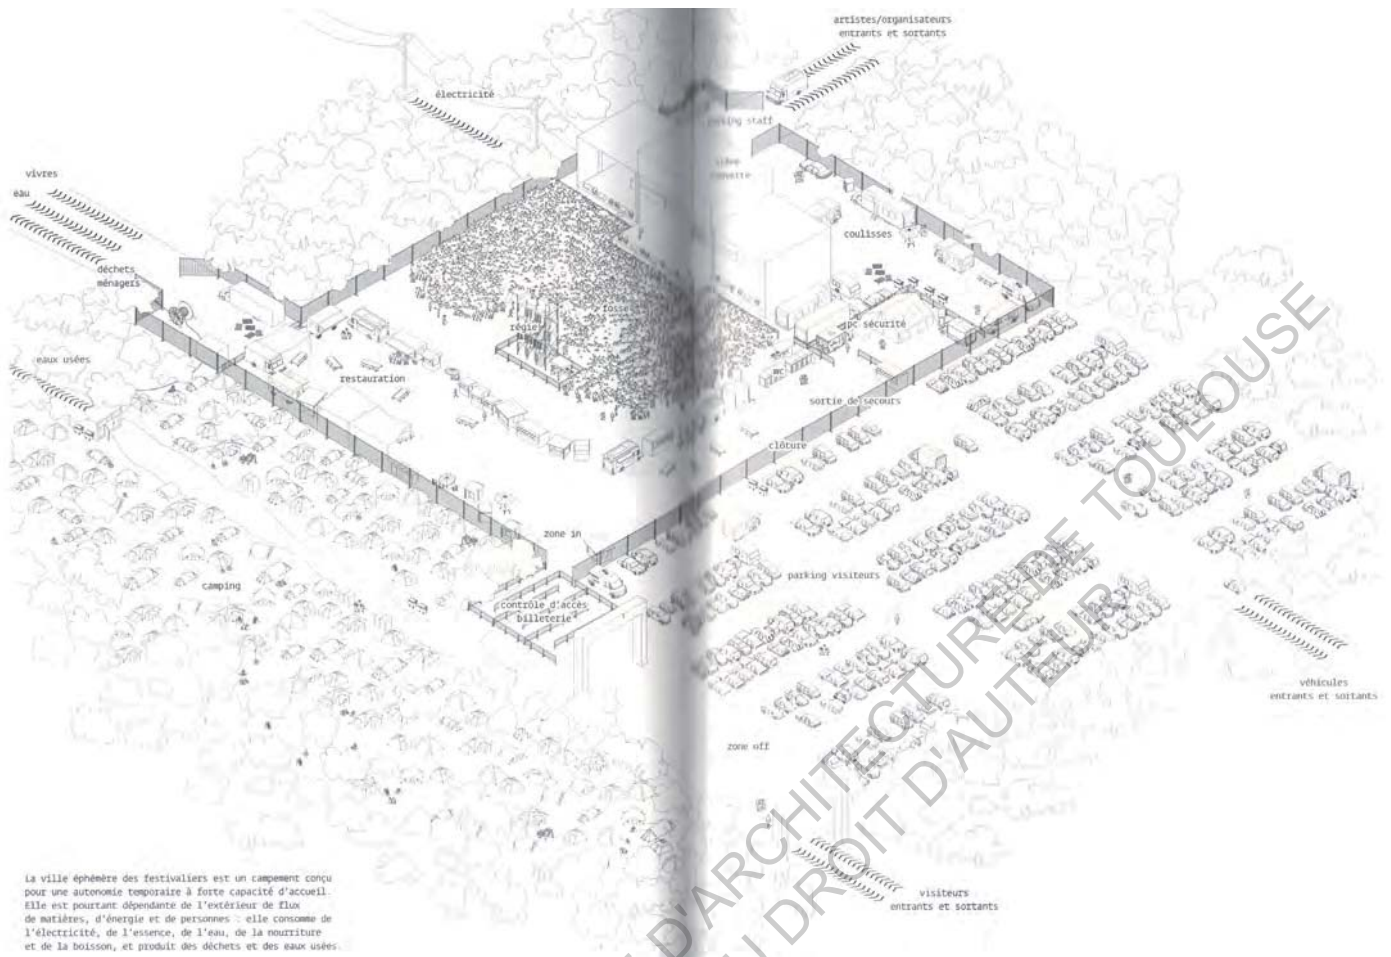 artistes/organisateurs
entrants et sortants
électricité
parking staff
vivres
eau
scène
couverte
coulisses
déchets
ménagers
fosse
régie
pc sécurité
eaux usées
restauration
wc
sortie de secours
clôture
zone in
parking visiteurs
camping
contrôle d'accès
billeterie
véhicules
entrants et sortants
zone off
visiteurs
entrants et sortants
La ville éphémère des festivaliers est un campement conçu
pour une autonomie temporaire à forte capacité d'accueil.
Elle est pourtant dépendante de l'extérieur de flux
de matières, d'énergie et de personnes : elle consomme de
l'électricité, de l'essence, de l'eau, de la nourriture
et de la boisson, et produit des déchets et des eaux usées.
D'ARCHITECTURE DE TOULOUSE
DROIT D'AUTEUR